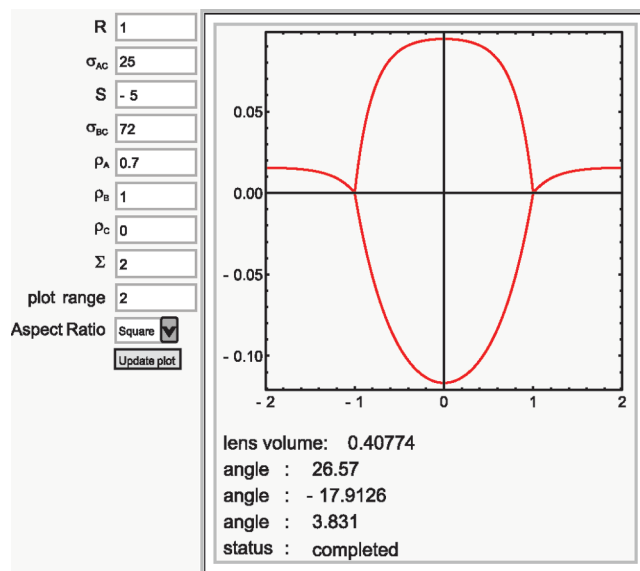 R 1
σAC 25
S - 5
σBC 72
ρA 0.7
ρB 1
ρC 0
Σ 2
plot range 2
Aspect Ratio Square
Update plot
0.05
0.00
- 0.05
- 0.10
- 2 - 1 0 1 2
lens volume: 0.40774
angle : 26.57
angle : - 17.9126
angle : 3.831
status : completed